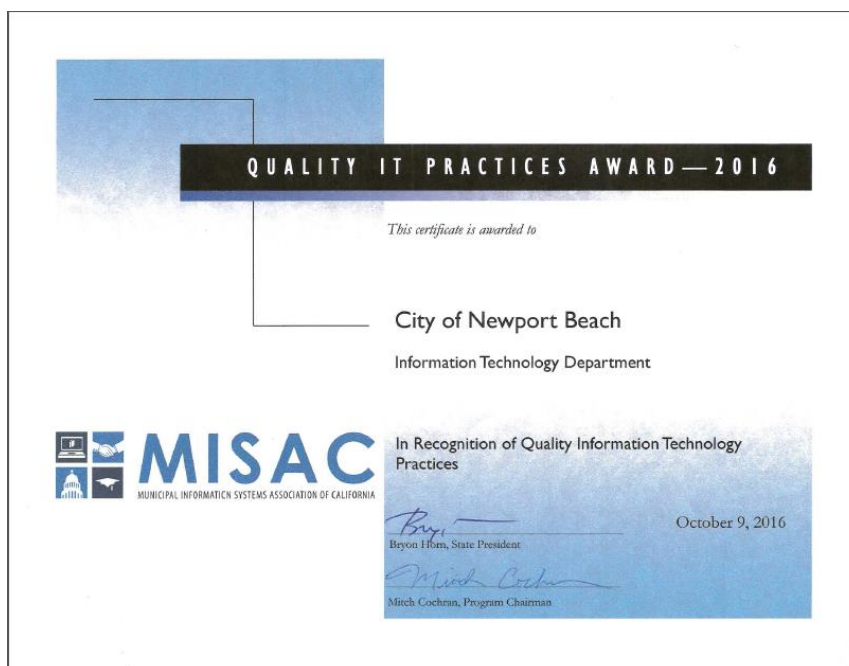 QUALITY IT PRACTICES AWARD—2016
This certificate is awarded to
City of Newport Beach
Information Technology Department
MISAC
MUNICIPAL INFORMATION SYSTEMS ASSOCIATION OF CALIFORNIA
In Recognition of Quality Information Technology
Practices
October 9, 2016
Bryon Horn, State President
Mitch Cochran
Mitch Cochran, Program Chairman